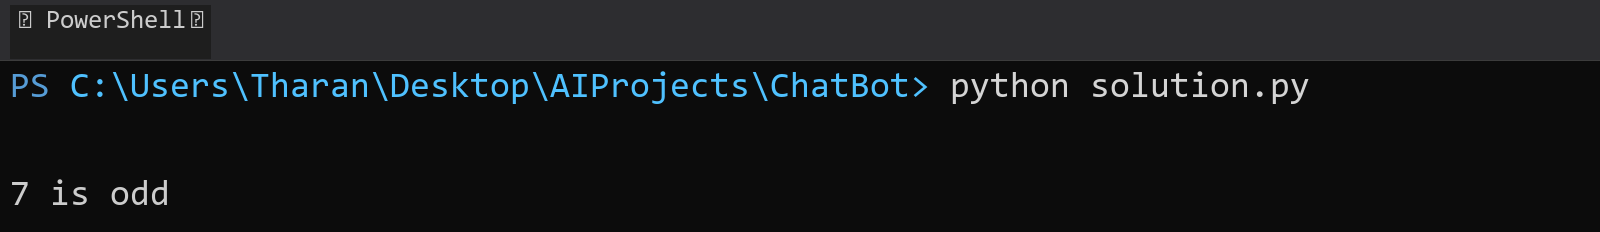 PowerShell
PS C:\Users\Tharan\Desktop\AIProjects\ChatBot> python solution.py
7 is odd